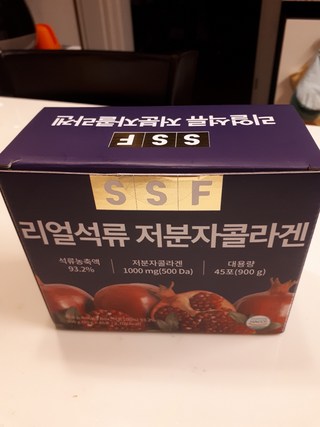 리얼석류 저분자콜라겐
SSF
SSF
리얼석류 저분자콜라겐
석류농축액
93.2%
저분자콜라겐
1000 mg(500 Da)
대용량
45포(900 g)